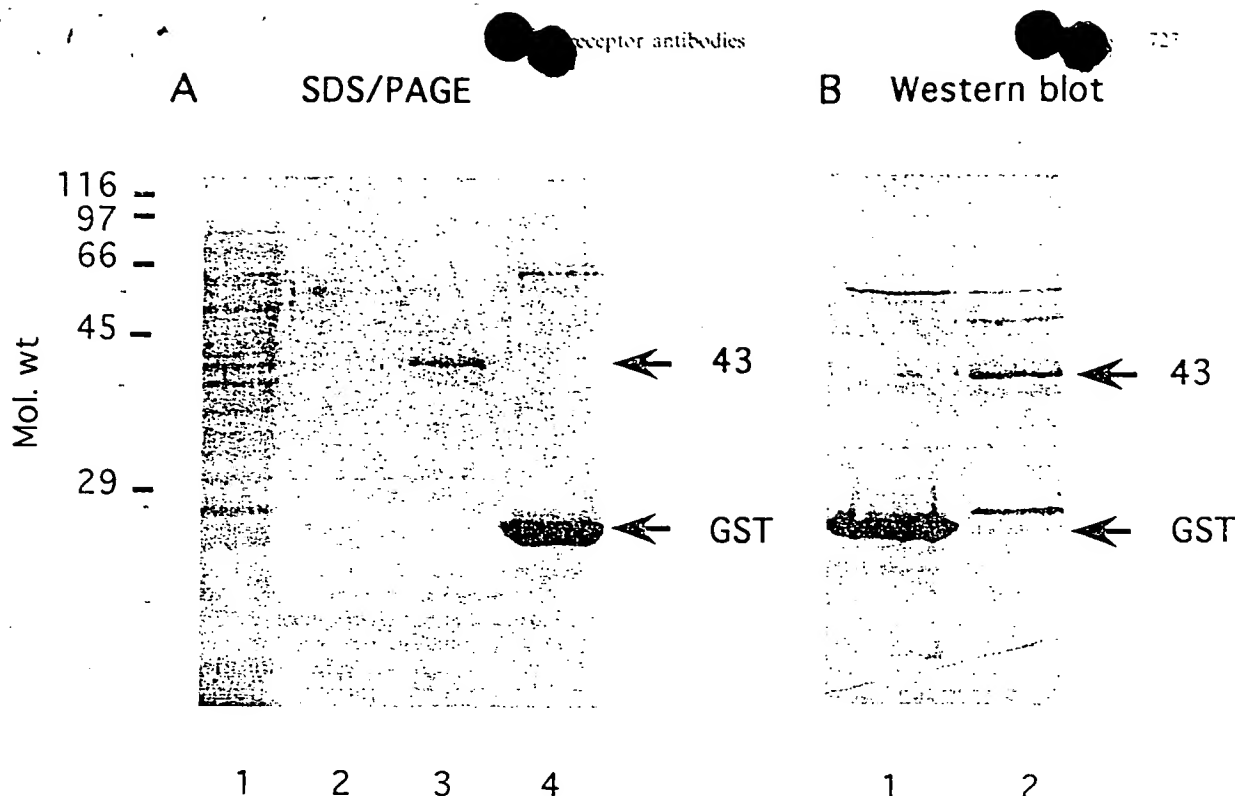 receptor antibodies
727
A SDS/PAGE
B Western blot
Mol. wt
116
97
66
45
29
43
GST
43
GST
1 2 3 4
1 2